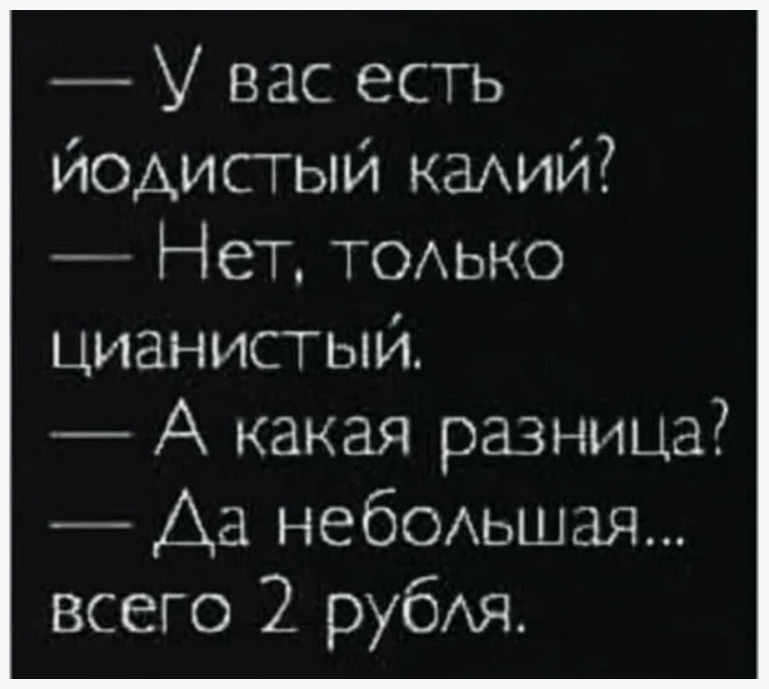 — У вас есть
йодистый калий?
— Нет, только
цианистый.
— А какая разница?
— Да небольшая...
всего 2 рубля.